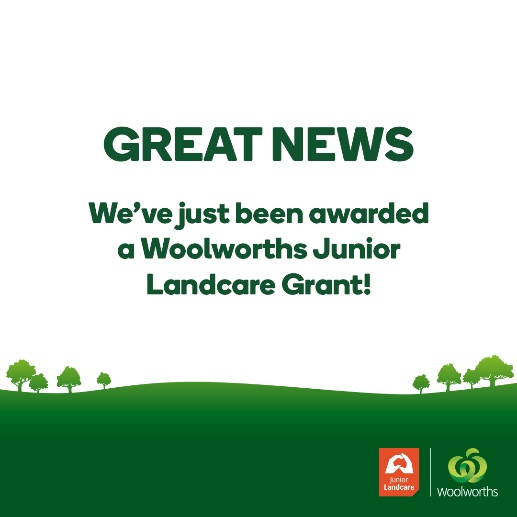 GREAT NEWS
We've just been awarded
a Woolworths Junior
Landcare Grant!
Junior
Landcare
Woolworths